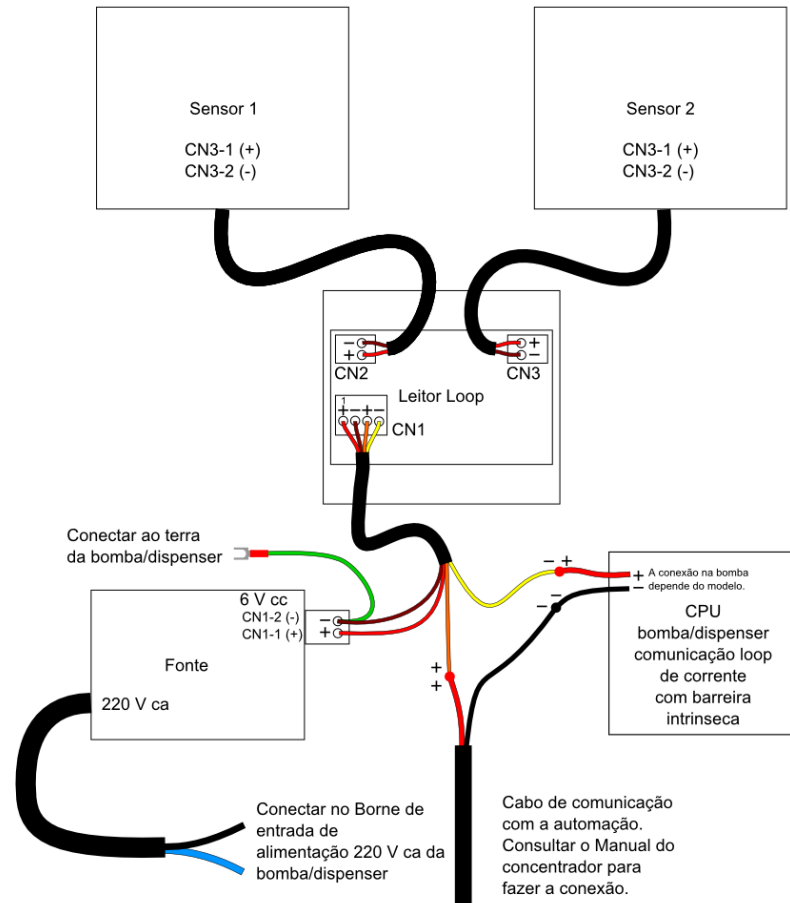 Sensor 1
CN3-1 (+)
CN3-2 (-)
Sensor 2
CN3-1 (+)
CN3-2 (-)
−
+
CN2
+
−
CN3
Leitor Loop
1
+−+−
CN1
Conectar ao terra
da bomba/dispenser
6 V cc
CN1-2 (-)
CN1-1 (+)
−
+
Fonte
220 V ca
− +
− −
+
+
+
−
A conexão na bomba
depende do modelo.
CPU
bomba/dispenser
comunicação loop
de corrente
com barreira
intrinseca
Conectar no Borne de
entrada de
alimentação 220 V ca da
bomba/dispenser
Cabo de comunicação
com a automação.
Consultar o Manual do
concentrador para
fazer a conexão.